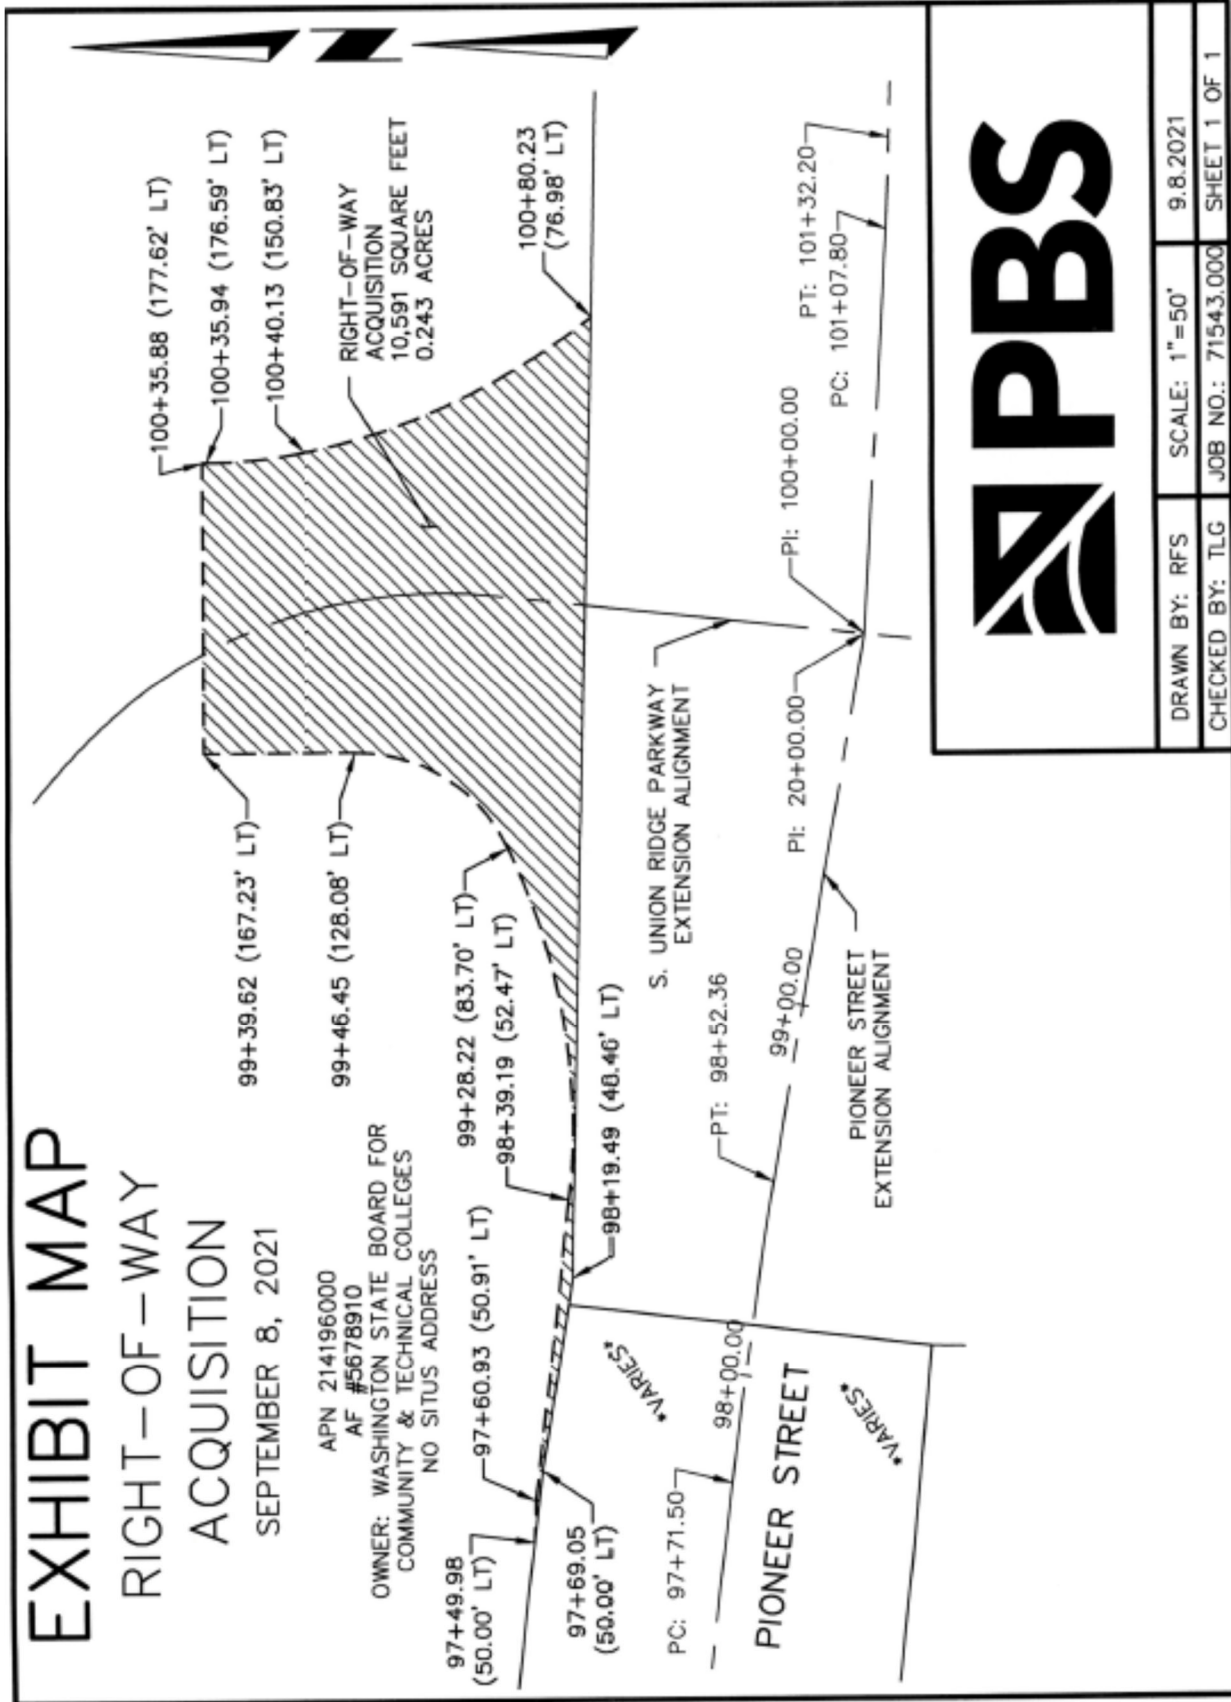 EXHIBIT MAP
RIGHT-OF-WAY
ACQUISITION
SEPTEMBER 8, 2021
APN 214196000
AF #5678910
OWNER: WASHINGTON STATE BOARD FOR
COMMUNITY & TECHNICAL COLLEGES
NO SITUS ADDRESS
N
99+39.62 (167.23' LT)
99+46.45 (128.08' LT)
99+28.22 (83.70' LT)
98+39.19 (52.47' LT)
97+60.93 (50.91' LT)
97+49.98
(50.00' LT)
97+69.05
(50.00' LT)
98+19.49 (48.46' LT)
100+35.88 (177.62' LT)
100+35.94 (176.59' LT)
100+40.13 (150.83' LT)
RIGHT-OF-WAY
ACQUISITION
10,591 SQUARE FEET
0.243 ACRES
100+80.23
(76.98' LT)
S. UNION RIDGE PARKWAY
EXTENSION ALIGNMENT
PC: 97+71.50
98+00.00
PT: 98+52.36
99+00.00
PI: 20+00.00
PI: 100+00.00
PC: 101+07.80
PT: 101+32.20
*VARIES*
PIONEER STREET
*VARIES*
PIONEER STREET
EXTENSION ALIGNMENT
PBS
DRAWN BY: RFS
SCALE: 1"=50'
9.8.2021
CHECKED BY: TLG
JOB NO.: 71543.000
SHEET 1 OF 1